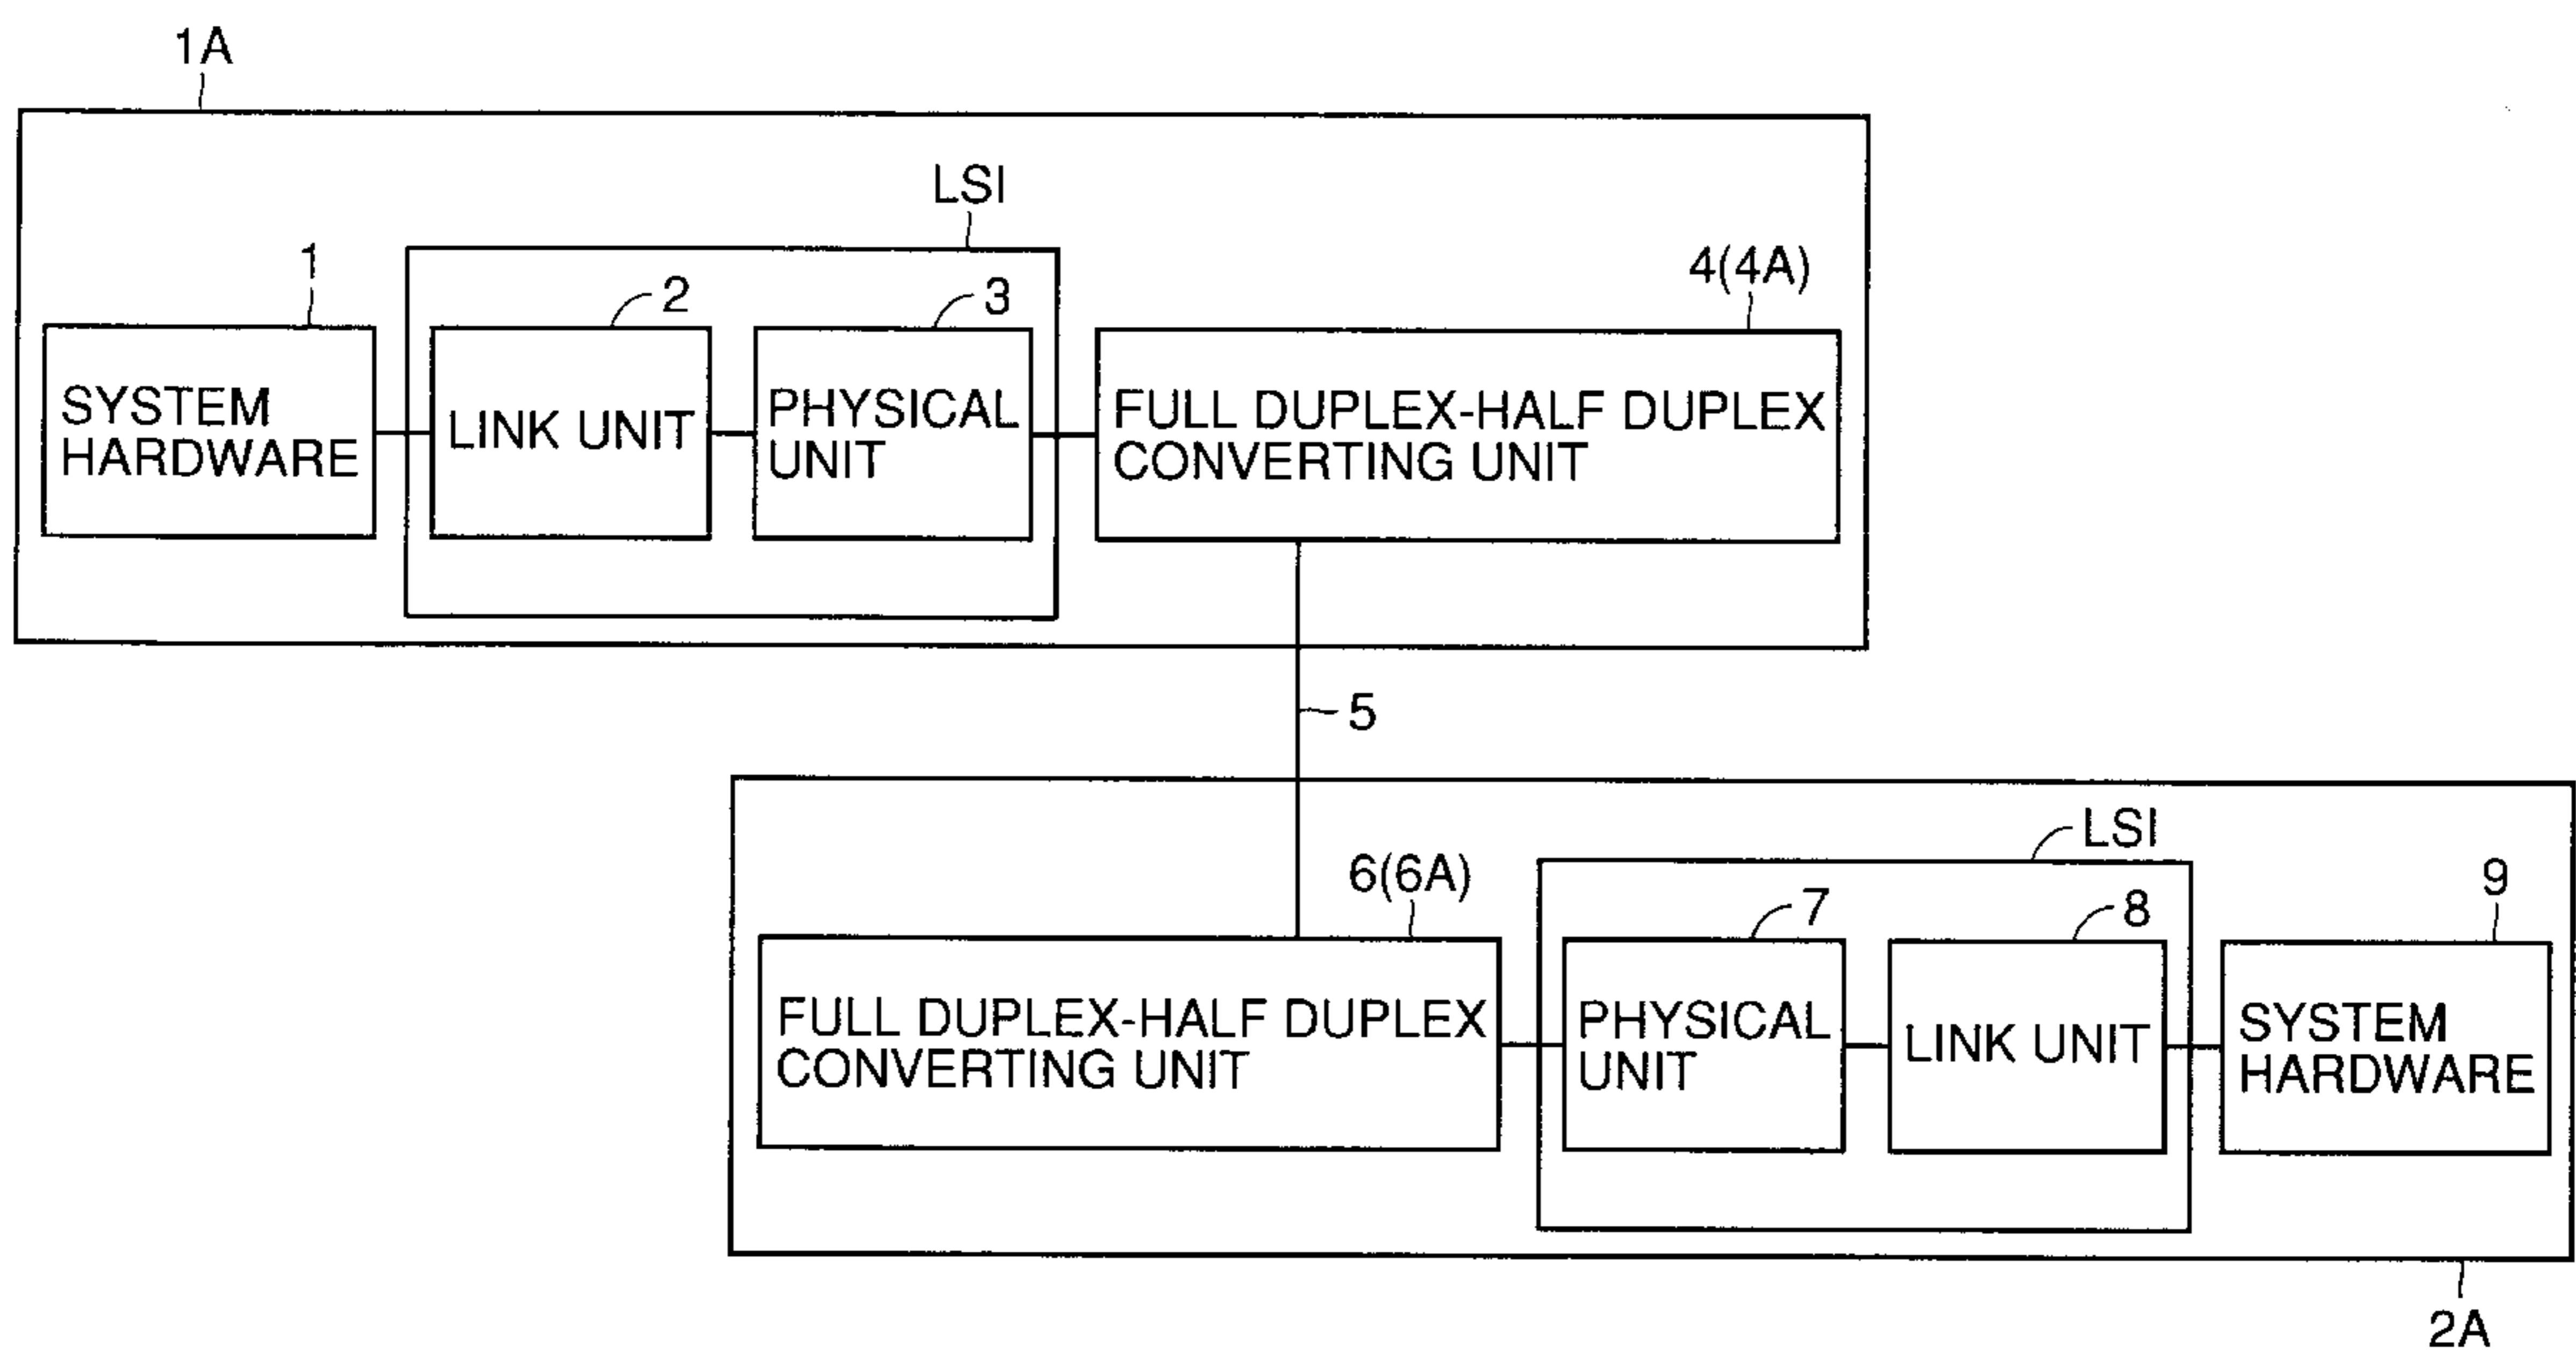 1A
LSI
1
2
3
4(4A)
SYSTEM
HARDWARE
LINK UNIT
PHYSICAL
UNIT
FULL DUPLEX-HALF DUPLEX
CONVERTING UNIT
5
LSI
6(6A)
7
8
9
FULL DUPLEX-HALF DUPLEX
CONVERTING UNIT
PHYSICAL
UNIT
LINK UNIT
SYSTEM
HARDWARE
2A